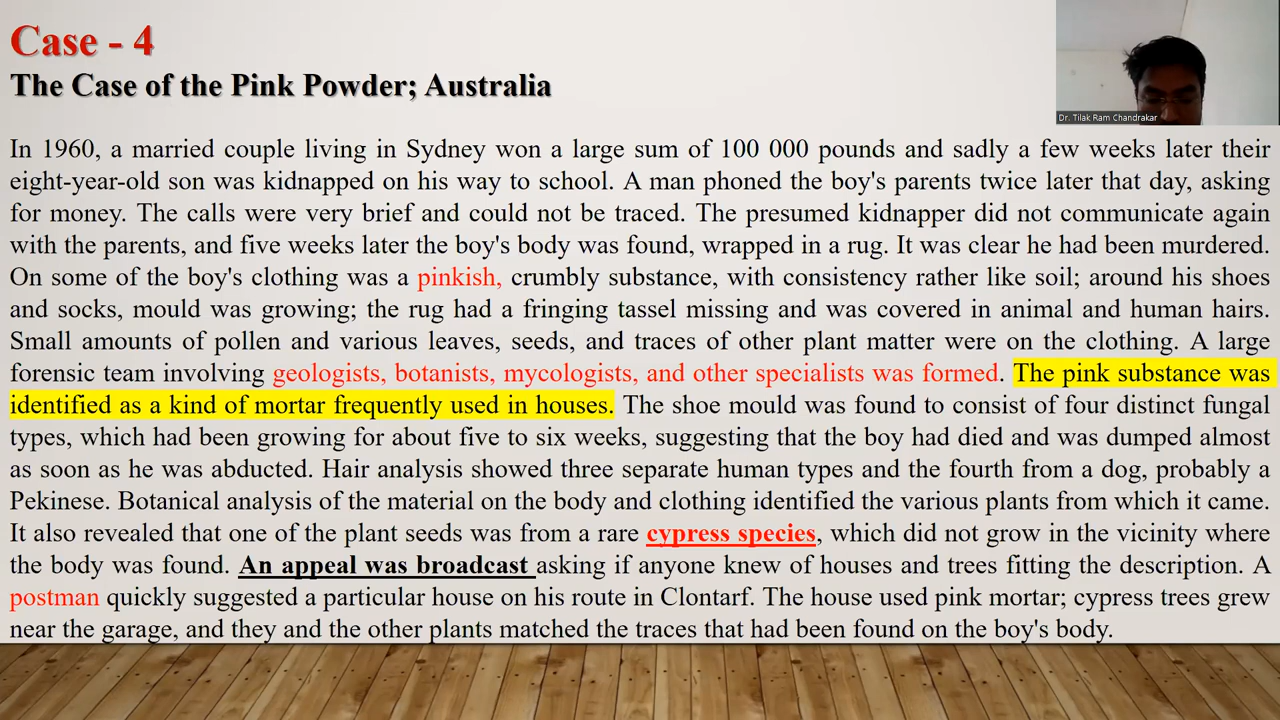 Case - 4
The Case of the Pink Powder; Australia
Dr. Tilak Ram Chandrakar
In 1960, a married couple living in Sydney won a large sum of 100 000 pounds and sadly a few weeks later their
eight-year-old son was kidnapped on his way to school. A man phoned the boy's parents twice later that day, asking
for money. The calls were very brief and could not be traced. The presumed kidnapper did not communicate again
with the parents, and five weeks later the boy's body was found, wrapped in a rug. It was clear he had been murdered.
On some of the boy's clothing was a pinkish, crumbly substance, with consistency rather like soil; around his shoes
and socks, mould was growing; the rug had a fringing tassel missing and was covered in animal and human hairs.
Small amounts of pollen and various leaves, seeds, and traces of other plant matter were on the clothing. A large
forensic team involving geologists, botanists, mycologists, and other specialists was formed. The pink substance was
identified as a kind of mortar frequently used in houses. The shoe mould was found to consist of four distinct fungal
types, which had been growing for about five to six weeks, suggesting that the boy had died and was dumped almost
as soon as he was abducted. Hair analysis showed three separate human types and the fourth from a dog, probably a
Pekinese. Botanical analysis of the material on the body and clothing identified the various plants from which it came.
It also revealed that one of the plant seeds was from a rare cypress species, which did not grow in the vicinity where
the body was found. An appeal was broadcast asking if anyone knew of houses and trees fitting the description. A
postman quickly suggested a particular house on his route in Clontarf. The house used pink mortar; cypress trees grew
near the garage, and they and the other plants matched the traces that had been found on the boy's body.